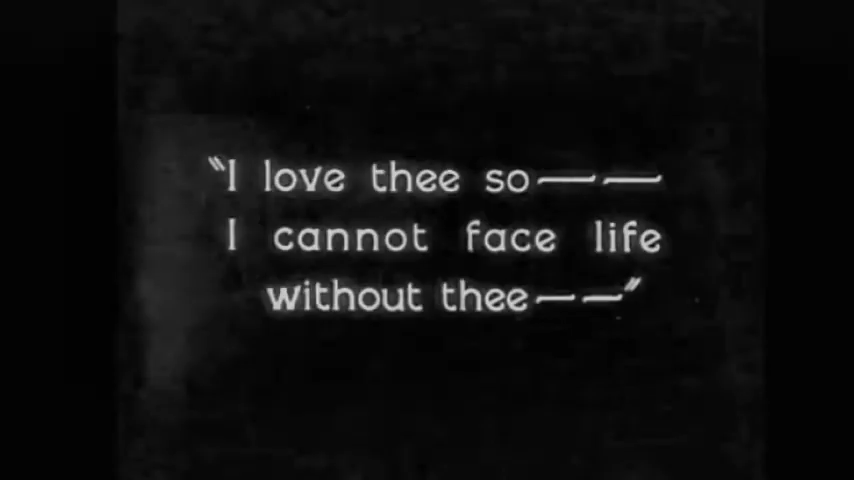 "I love thee so——
I cannot face life
without thee——"